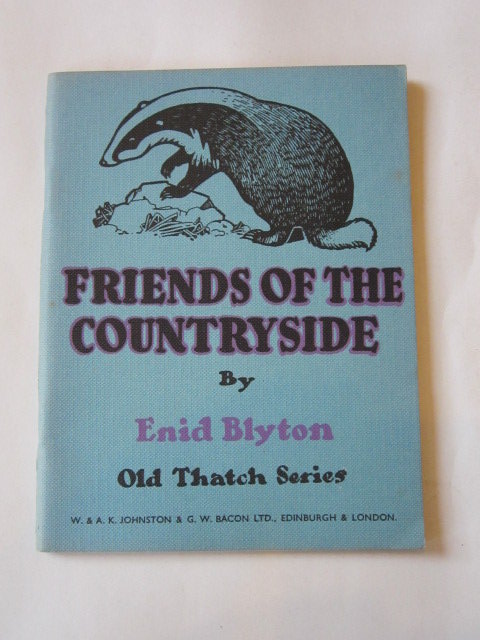 FRIENDS OF THE
COUNTRYSIDE
By
Enid Blyton
Old Thatch Series
W. & A. K. JOHNSTON & G. W. BACON LTD., EDINBURGH & LONDON.